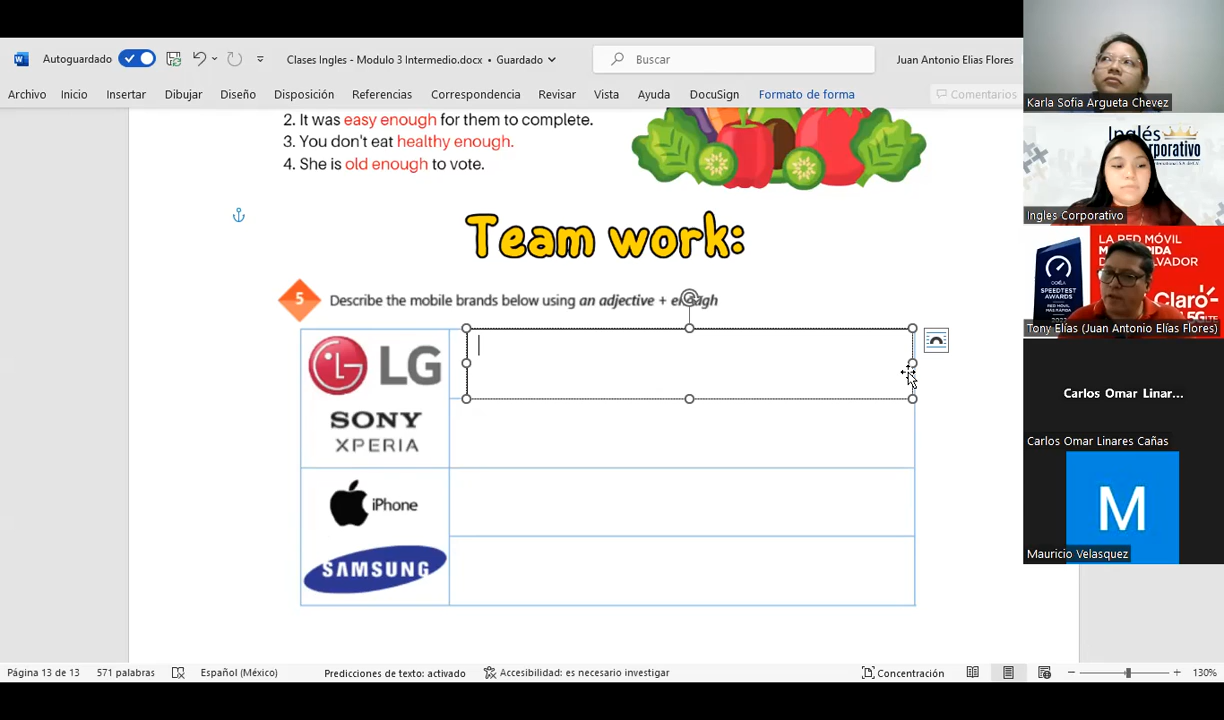 Autoguardado
Clases Ingles - Modulo 3 Intermedio.docx • Guardado
Buscar
Juan Antonio Elias Flores
Archivo Inicio Insertar Dibujar Diseño Disposición Referencias Correspondencia Revisar Vista Ayuda DocuSign Formato de forma Comentarios
2. It was easy enough for them to complete.
3. You don't eat healthy enough.
4. She is old enough to vote.
Team work:
5 Describe the mobile brands below using an adjective + enough
LG
SONY
XPERIA
iPhone
SAMSUNG
Página 13 de 13 571 palabras Español (México) Predicciones de texto: activado Accesibilidad: es necesario investigar Concentración 130%
Karla Sofia Argueta Chevez
Inglés
Corporativo
Ingles Corporativo
LA RED MÓVIL
SPEEDTEST
AWARDS
Claro
Tony Elías (Juan Antonio Elías Flores)
Carlos Omar Linar...
Carlos Omar Linares Cañas
M
Mauricio Velasquez